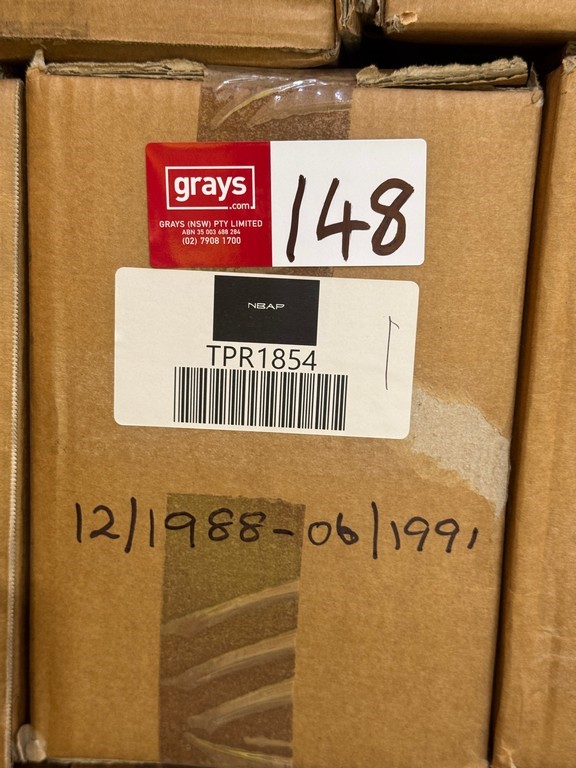 grays
.com
GRAYS (NSW) PTY LIMITED
ABN 35 003 688 284
(02) 7908 1700
148
NBAP
TPR1854
12/1988-06/1991